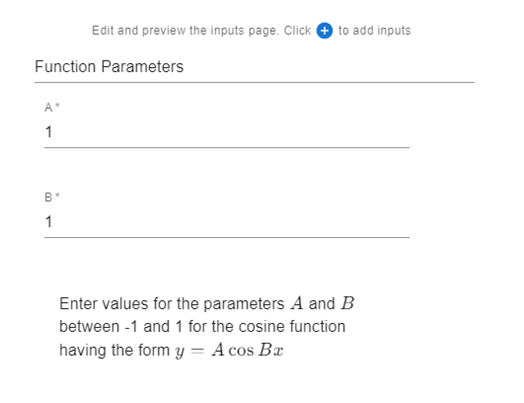 Edit and preview the inputs page. Click + to add inputs
Function Parameters
A *
1
B *
1
Enter values for the parameters A and B
between -1 and 1 for the cosine function
having the form y = A cos Bx